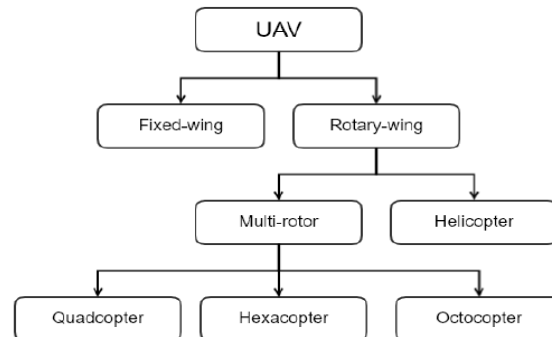 UAV
Fixed-wing
Rotary-wing
Multi-rotor
Helicopter
Quadcopter
Hexacopter
Octocopter